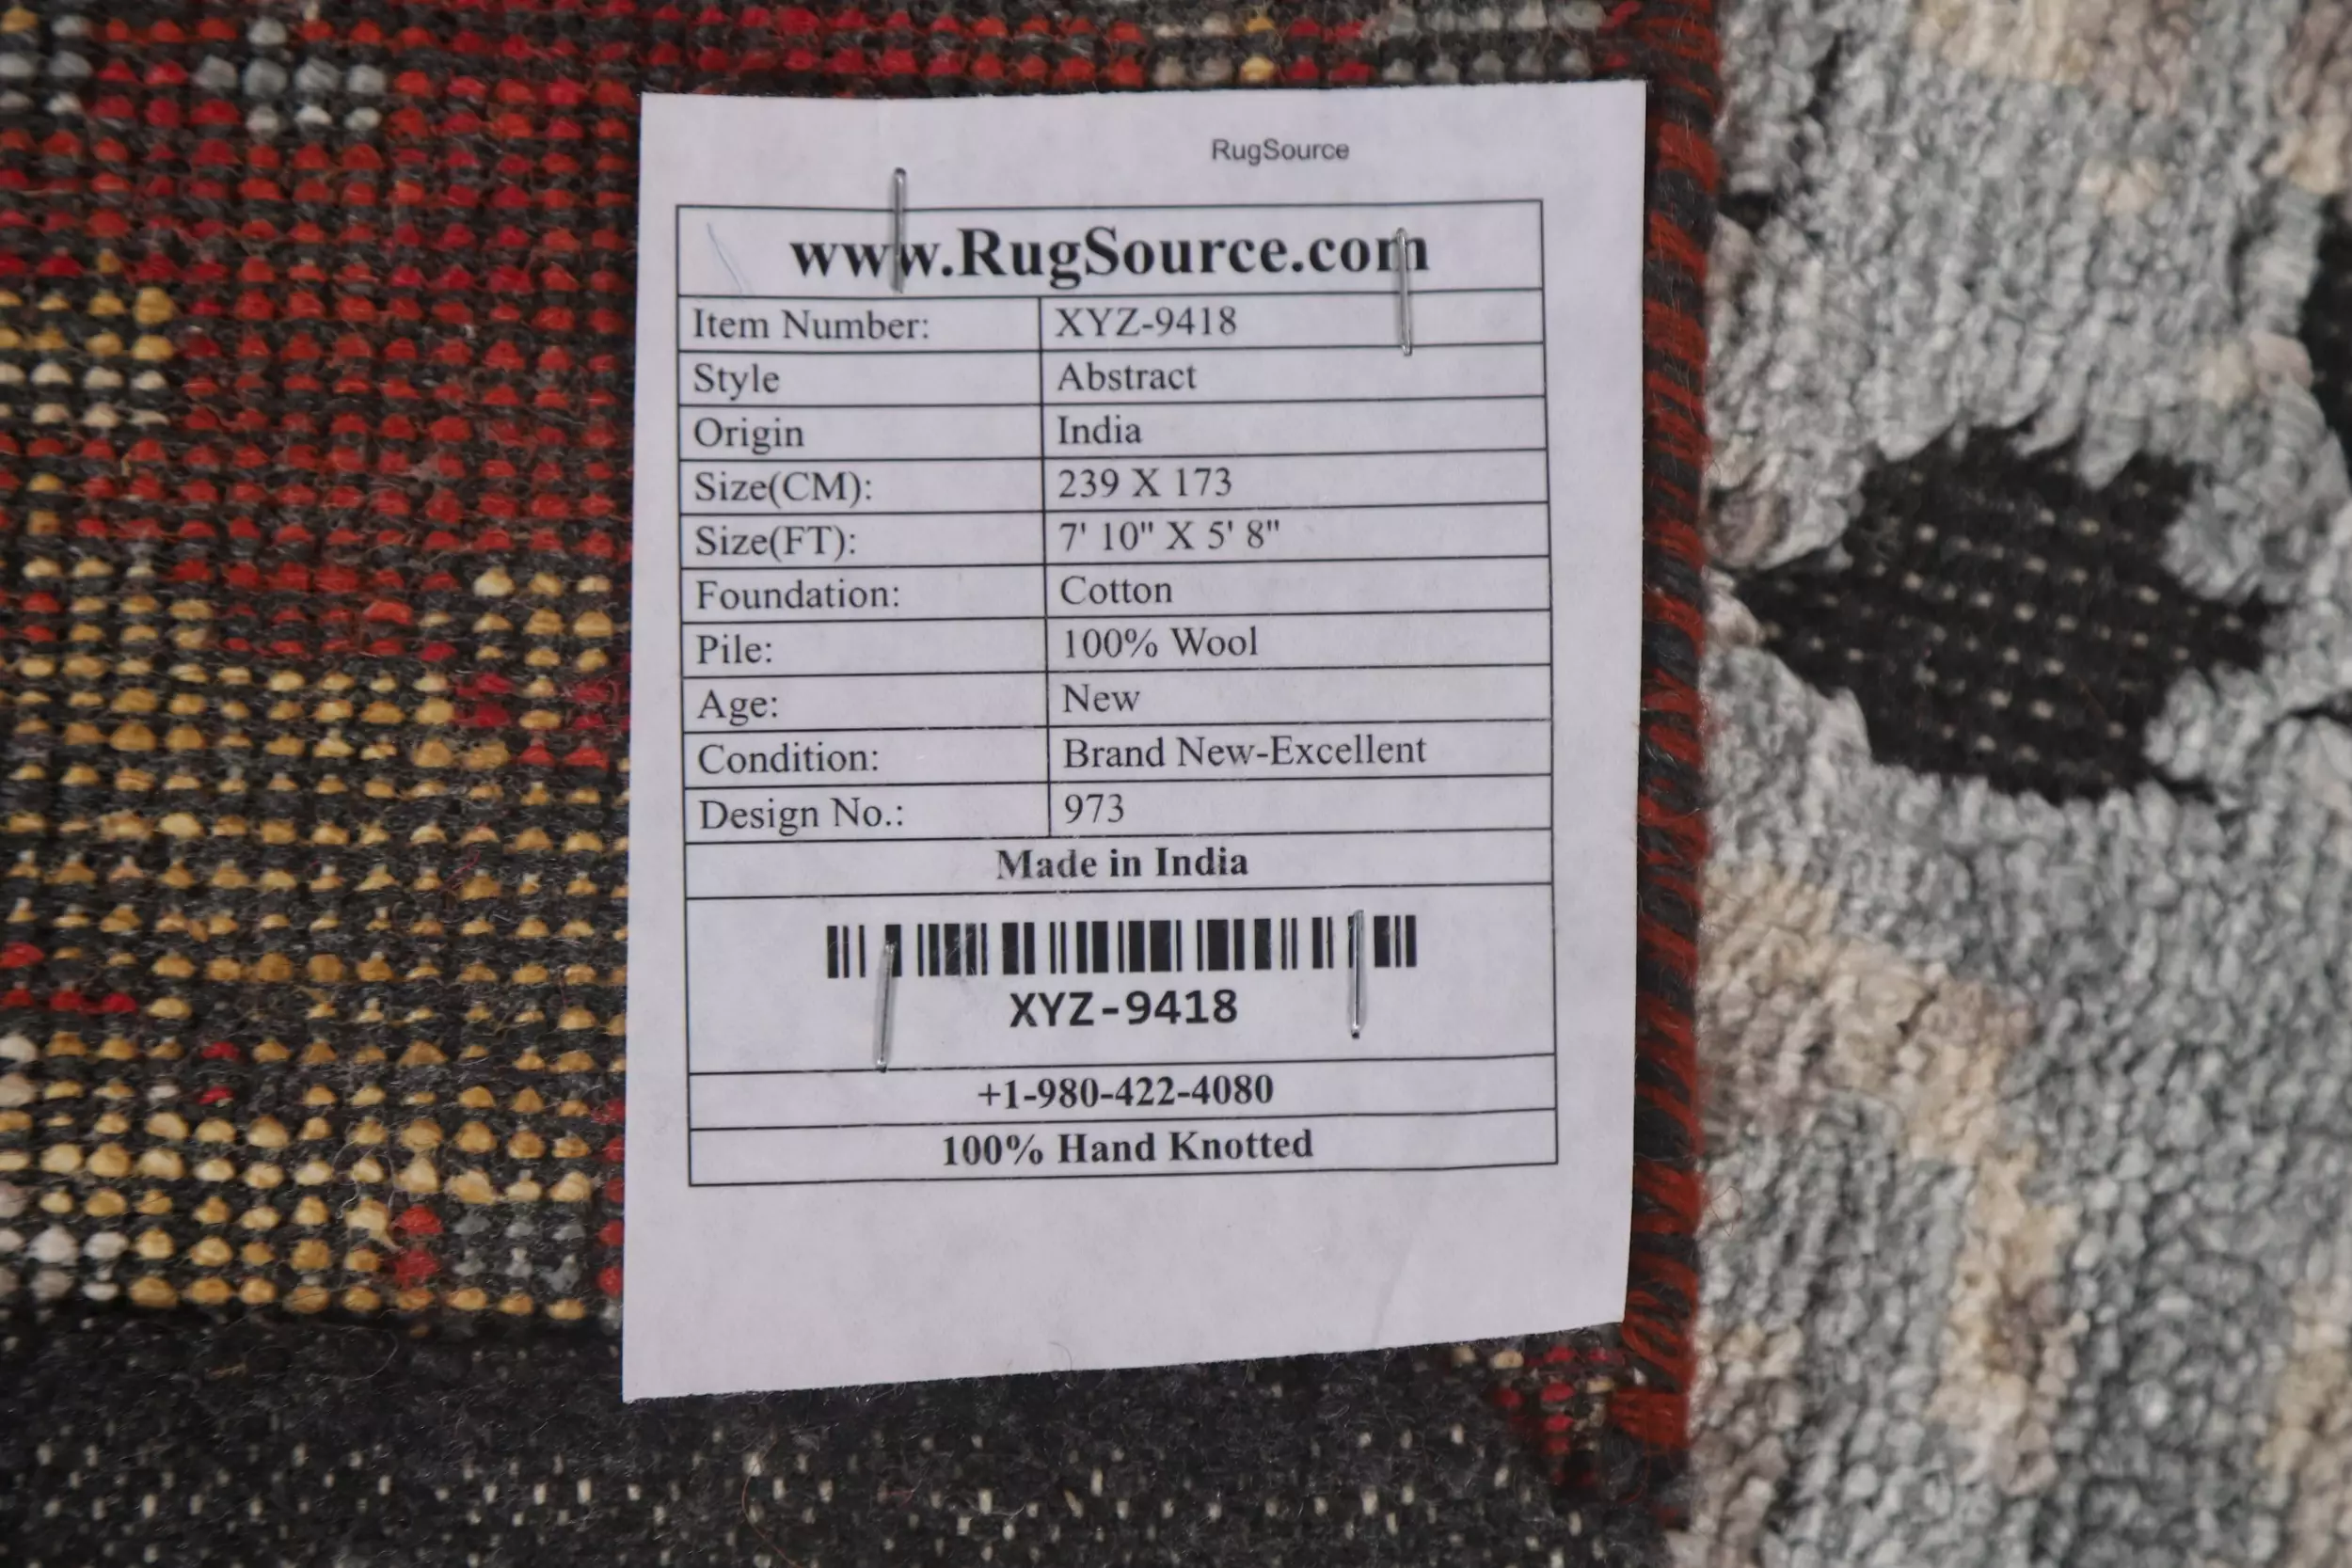 RugSource
www.RugSource.com
Item Number: XYZ-9418
Style Abstract
Origin India
Size(CM): 239 X 173
Size(FT): 7' 10" X 5' 8"
Foundation: Cotton
Pile: 100% Wool
Age: New
Condition: Brand New-Excellent
Design No.: 973
Made in India
XYZ-9418
+1-980-422-4080
100% Hand Knotted